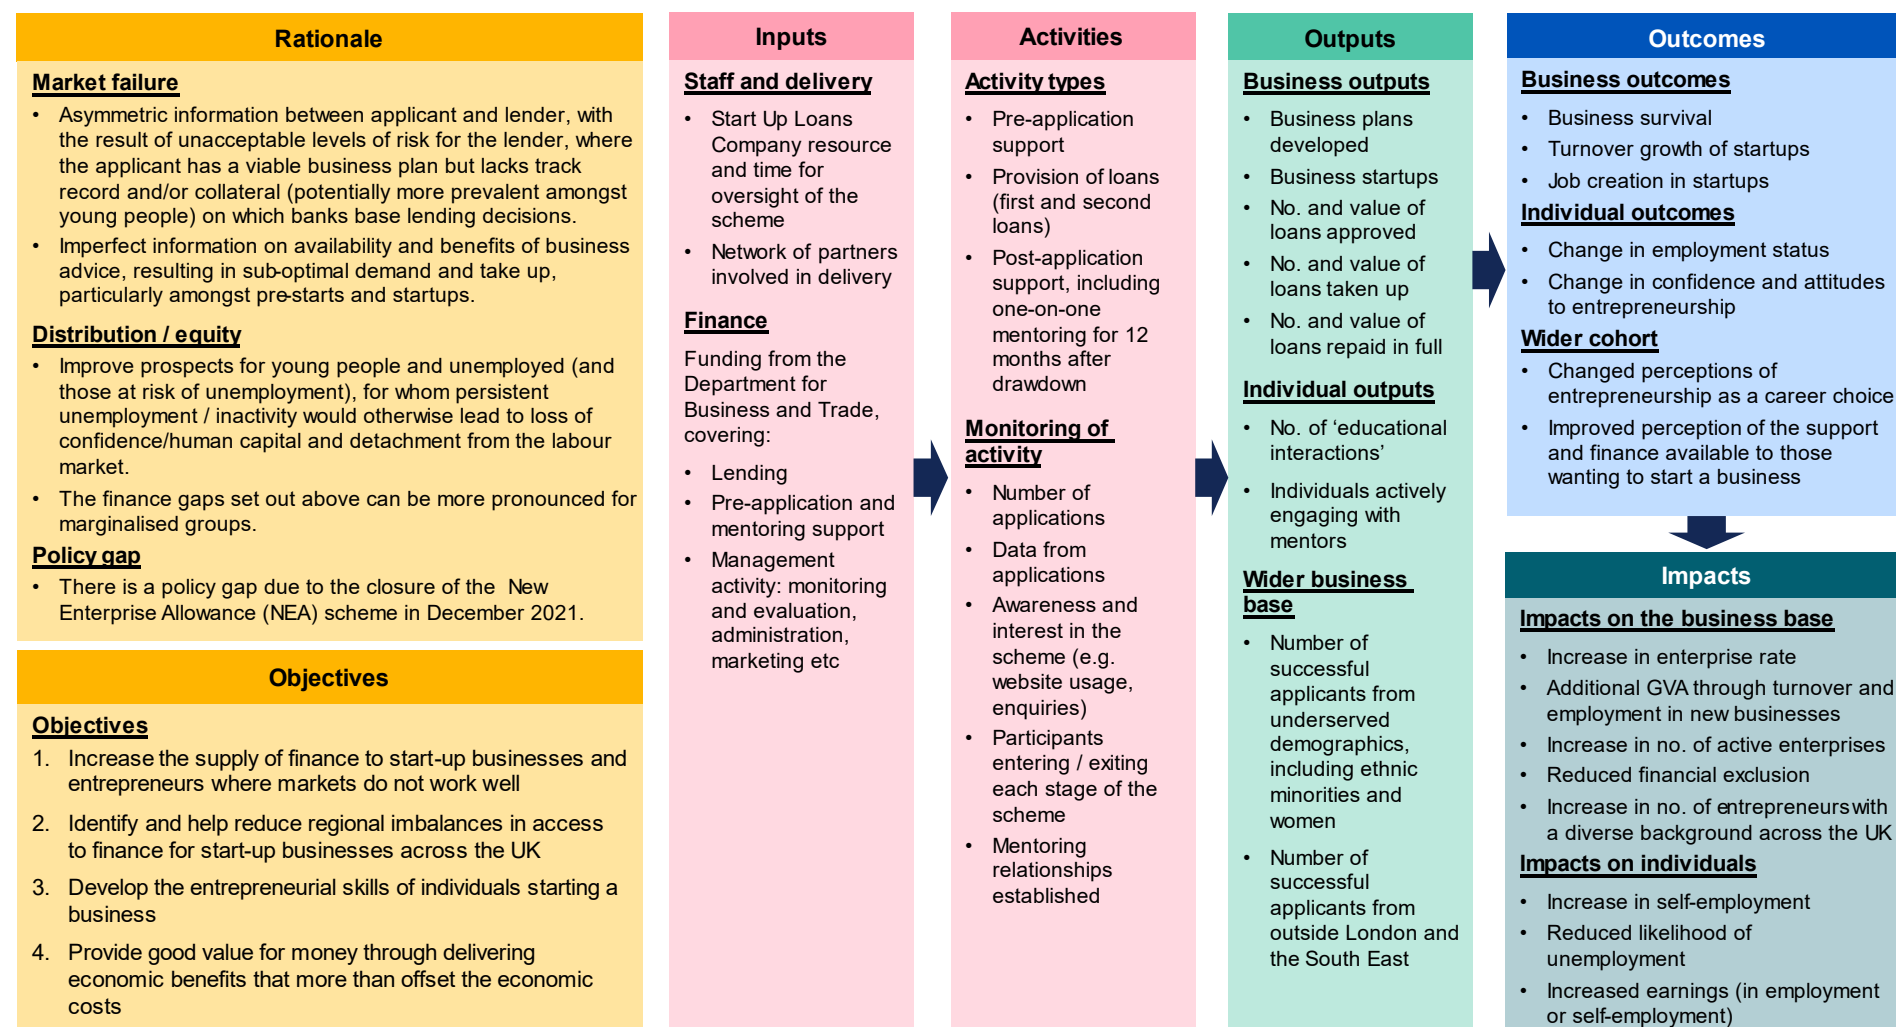 Rationale
Market failure
• Asymmetric information between applicant and lender, with
the result of unacceptable levels of risk for the lender, where
the applicant has a viable business plan but lacks track
record and/or collateral (potentially more prevalent amongst
young people) on which banks base lending decisions.
• Imperfect information on availability and benefits of business
advice, resulting in sub-optimal demand and take up,
particularly amongst pre-starts and startups.
Distribution / equity
• Improve prospects for young people and unemployed (and
those at risk of unemployment), for whom persistent
unemployment / inactivity would otherwise lead to loss of
confidence/human capital and detachment from the labour
market.
• The finance gaps set out above can be more pronounced for
marginalised groups.
Policy gap
• There is a policy gap due to the closure of the New
Enterprise Allowance (NEA) scheme in December 2021.
Objectives
Objectives
1. Increase the supply of finance to start-up businesses and
entrepreneurs where markets do not work well
2. Identify and help reduce regional imbalances in access
to finance for start-up businesses across the UK
3. Develop the entrepreneurial skills of individuals starting a
business
4. Provide good value for money through delivering
economic benefits that more than offset the economic
costs
Inputs
Staff and delivery
• Start Up Loans
Company resource
and time for
oversight of the
scheme
• Network of partners
involved in delivery
Finance
Funding from the
Department for
Business and Trade,
covering:
• Lending
• Pre-application and
mentoring support
• Management
activity: monitoring
and evaluation,
administration,
marketing etc
Activities
Activity types
• Pre-application
support
• Provision of loans
(first and second
loans)
• Post-application
support, including
one-on-one
mentoring for 12
months after
drawdown
Monitoring of
activity
• Number of
applications
• Data from
applications
• Awareness and
interest in the
scheme (e.g.
website usage,
enquiries)
• Participants
entering / exiting
each stage of the
scheme
• Mentoring
relationships
established
Outputs
Business outputs
• Business plans
developed
• Business startups
• No. and value of
loans approved
• No. and value of
loans taken up
• No. and value of
loans repaid in full
Individual outputs
• No. of ‘educational
interactions’
• Individuals actively
engaging with
mentors
Wider business
base
• Number of
successful
applicants from
underserved
demographics,
including ethnic
minorities and
women
• Number of
successful
applicants from
outside London and
the South East
Outcomes
Business outcomes
• Business survival
• Turnover growth of startups
• Job creation in startups
Individual outcomes
• Change in employment status
• Change in confidence and attitudes
to entrepreneurship
Wider cohort
• Changed perceptions of
entrepreneurship as a career choice
• Improved perception of the support
and finance available to those
wanting to start a business
Impacts
Impacts on the business base
• Increase in enterprise rate
• Additional GVA through turnover and
employment in new businesses
• Increase in no. of active enterprises
• Reduced financial exclusion
• Increase in no. of entrepreneurs with
a diverse background across the UK
Impacts on individuals
• Increase in self-employment
• Reduced likelihood of
unemployment
• Increased earnings (in employment
or self-employment)